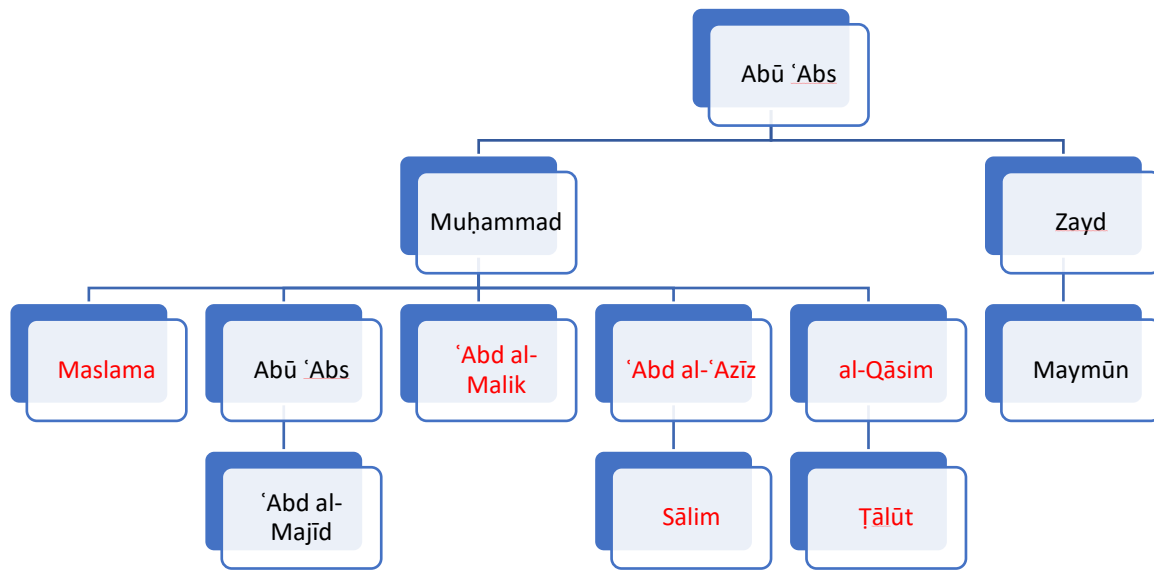 Abū ʿAbs
Muḥammad
Zayd
Maslama
Abū ʿAbs
ʿAbd al-
Malik
ʿAbd al-ʿAzīz
al-Qāsim
Maymūn
ʿAbd al-
Majīd
Sālim
Ṭālūt